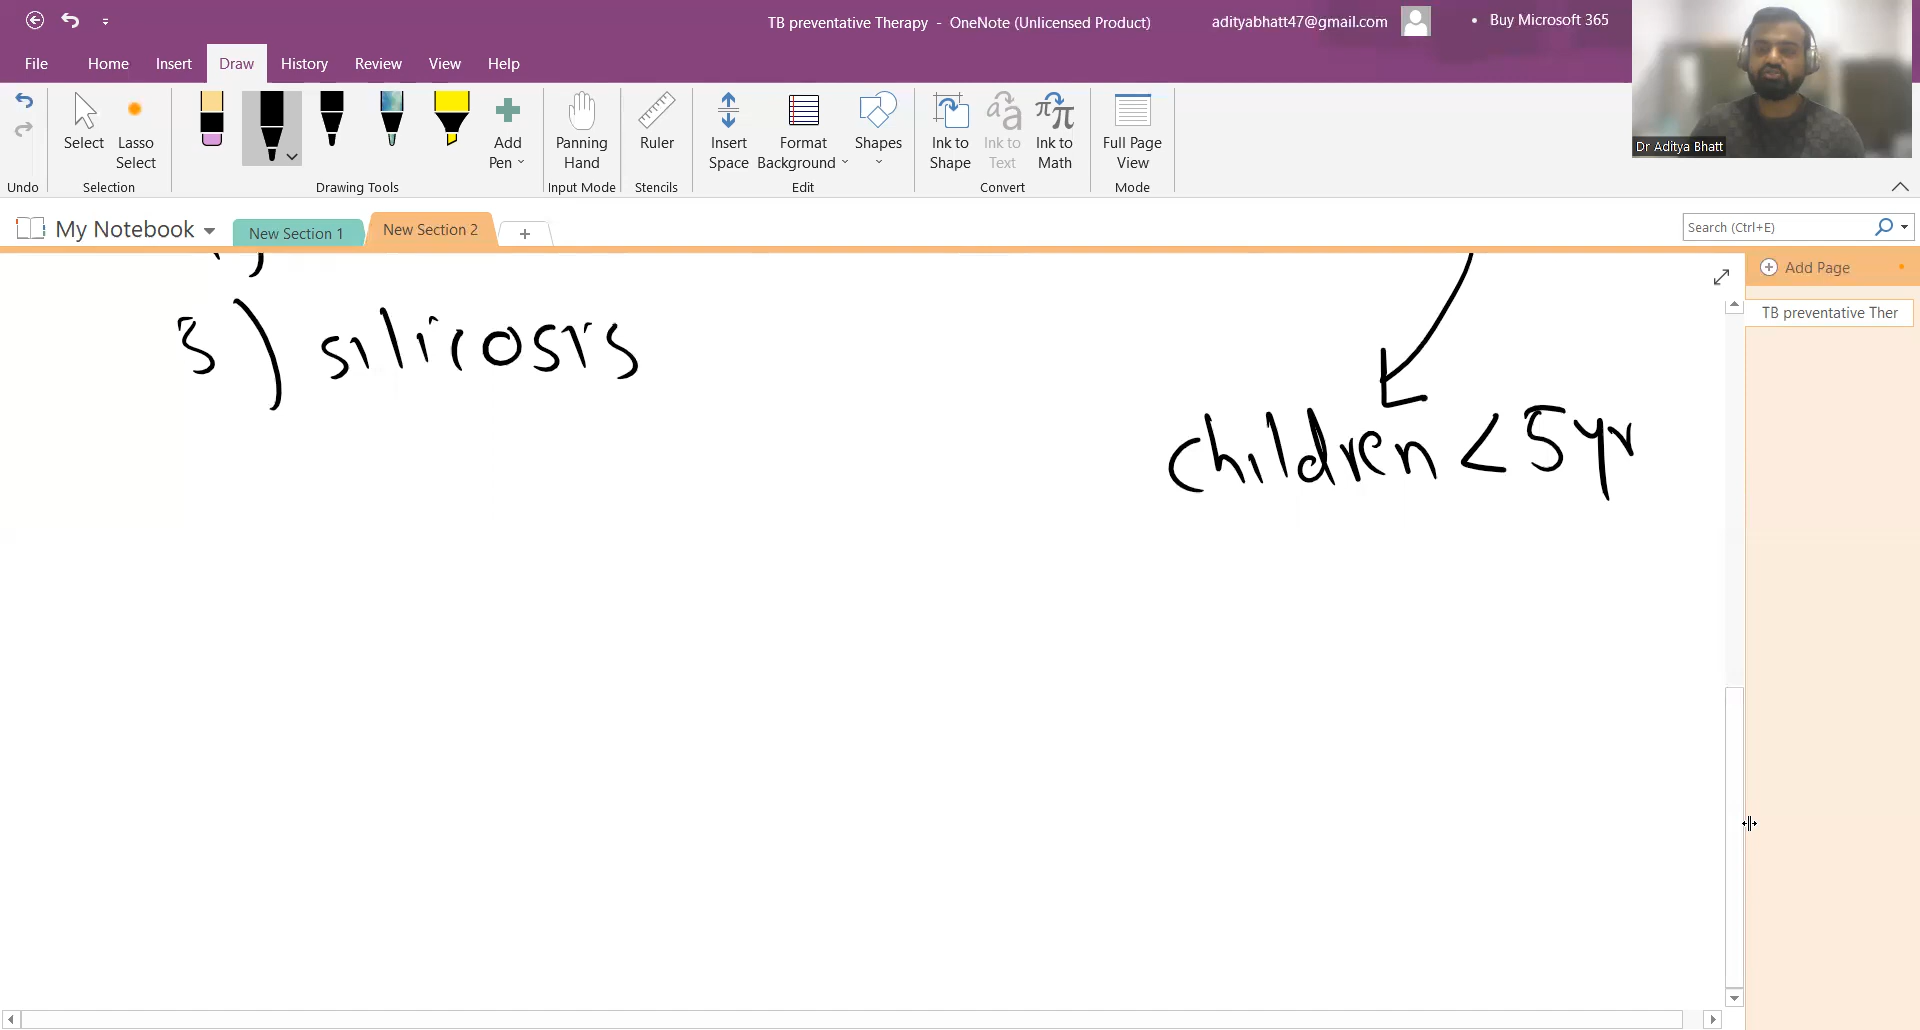 TB preventative Therapy - OneNote (Unlicensed Product)
adityabhatt47@gmail.com
• Buy Microsoft 365
File Home Insert Draw History Review View Help
Select
Lasso Select
Add Pen
Panning Hand
Ruler
Insert Space
Format Background
Shapes
Ink to Shape
Ink to Text
Ink to Math
Full Page View
Dr Aditya Bhatt
Undo
Selection
Drawing Tools
Input Mode
Stencils
Edit
Convert
Mode
My Notebook
New Section 1
New Section 2
Search (Ctrl+E)
Add Page
TB preventative Ther
3) silicosis
children < 5 yr